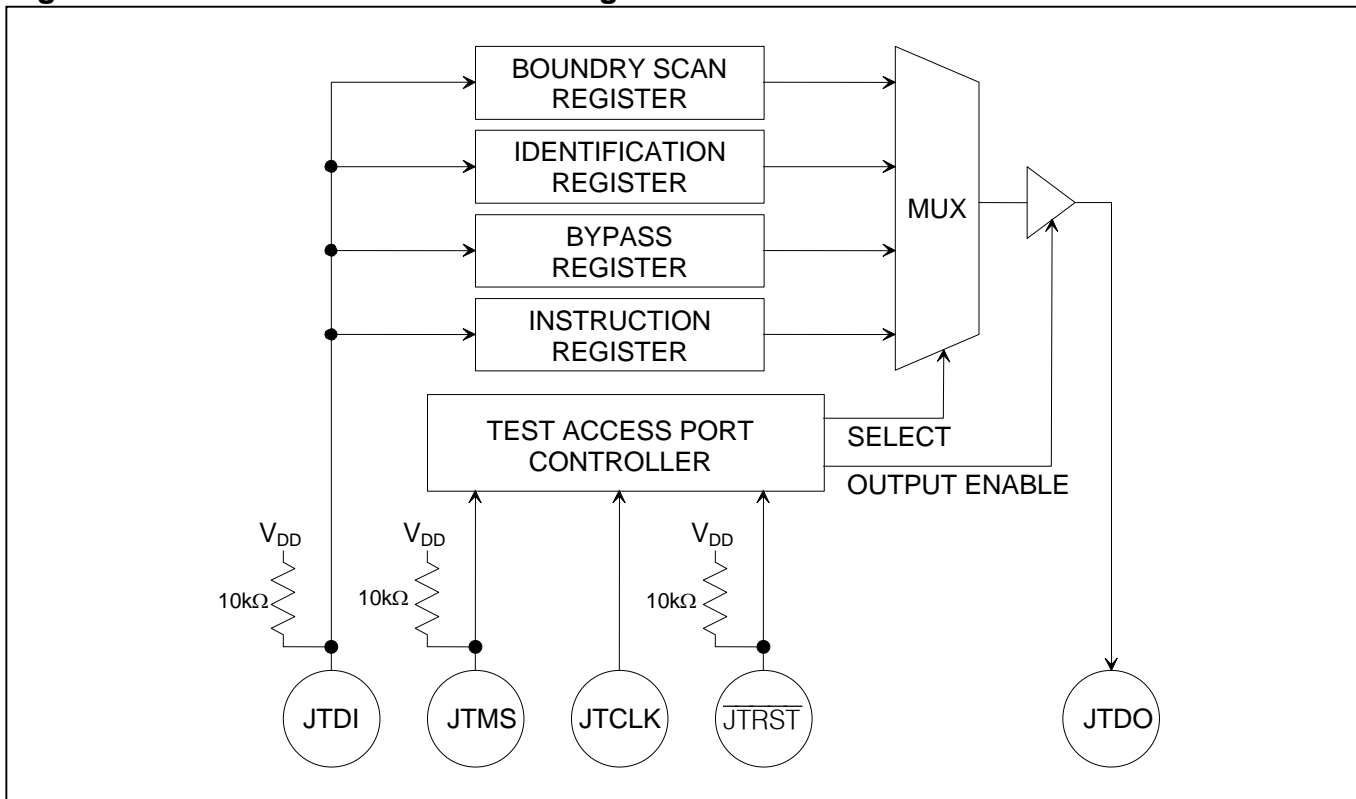 BOUNDRY SCAN
REGISTER
IDENTIFICATION
REGISTER
BYPASS
REGISTER
INSTRUCTION
REGISTER
MUX
TEST ACCESS PORT
CONTROLLER
SELECT
OUTPUT ENABLE
VDD
VDD
VDD
10kΩ
10kΩ
10kΩ
JTDI
JTMS
JTCLK
JTRST
JTDO